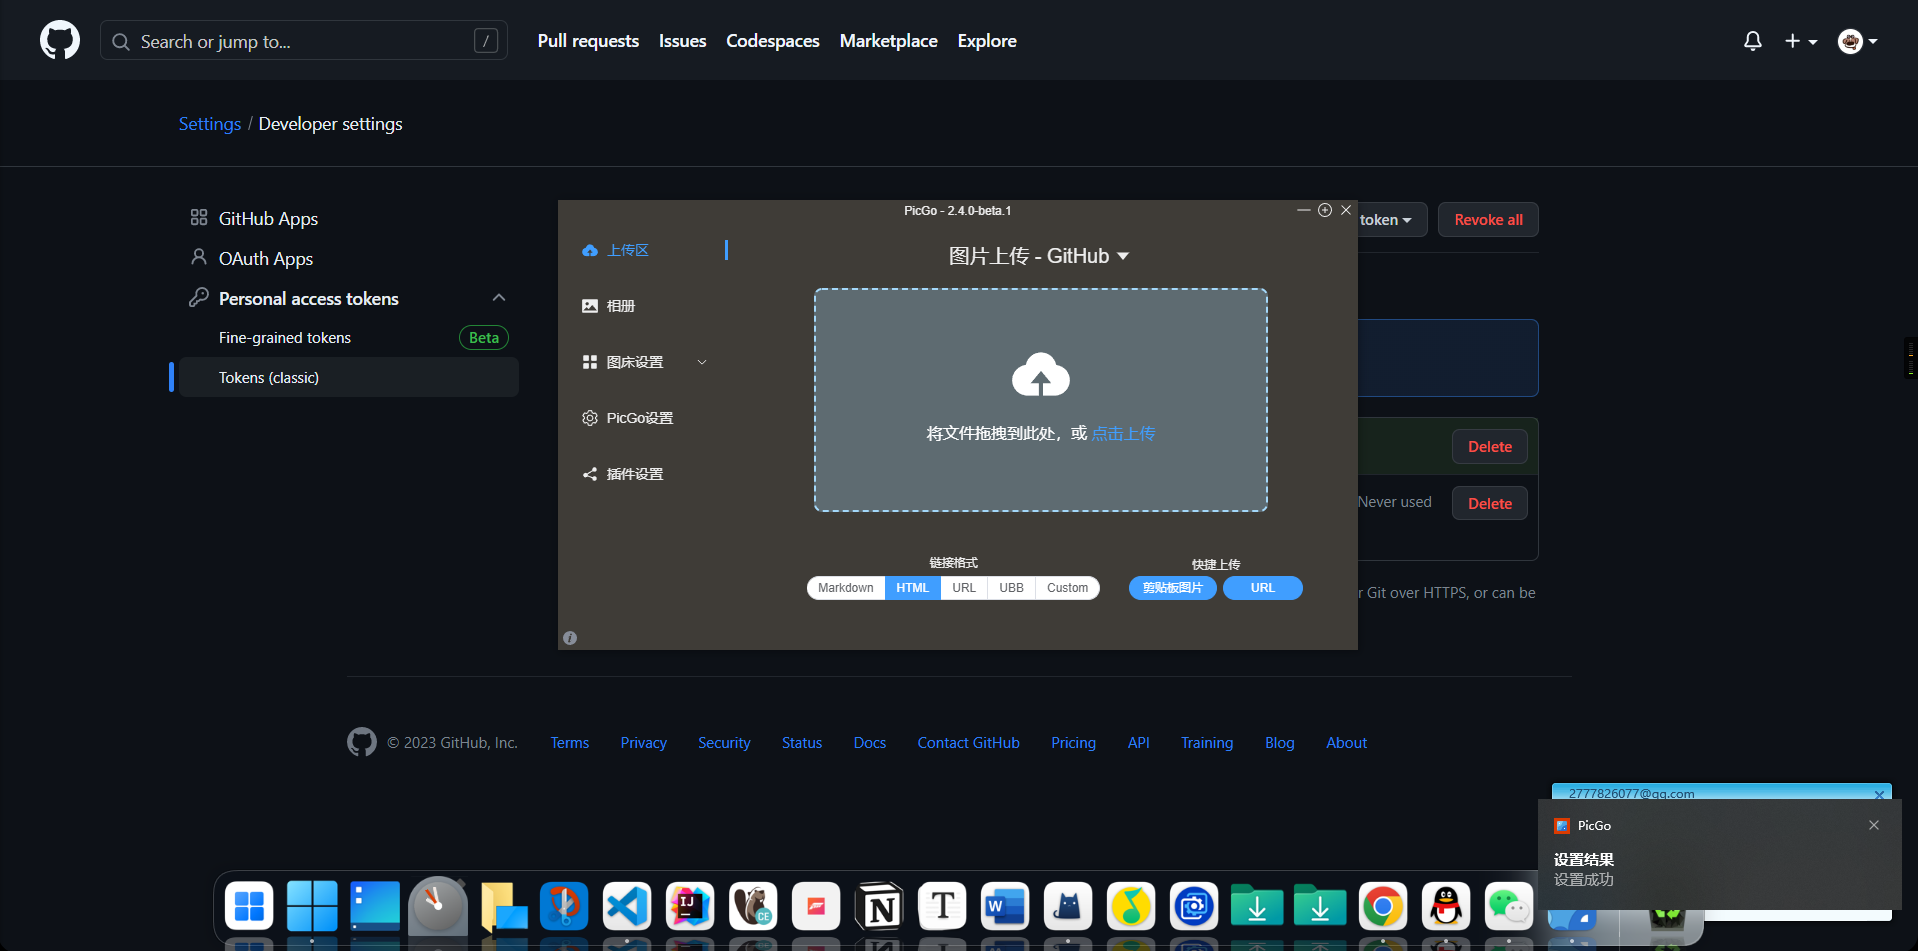 Search or jump to...
/
Pull requests
Issues
Codespaces
Marketplace
Explore
Settings / Developer settings
GitHub Apps
OAuth Apps
Personal access tokens
Fine-grained tokens
Beta
Tokens (classic)
PicGo - 2.4.0-beta.1
上传区
相册
图床设置
PicGo设置
插件设置
图片上传 - GitHub
将文件拖拽到此处，或 点击上传
链接格式
Markdown
HTML
URL
UBB
Custom
快捷上传
剪贴板图片
URL
token
Revoke all
Delete
Never used
Delete
r Git over HTTPS, or can be
© 2023 GitHub, Inc.
Terms
Privacy
Security
Status
Docs
Contact GitHub
Pricing
API
Training
Blog
About
2777826077@qq.com
PicGo
设置结果
设置成功
IJ
CE
N
T
W